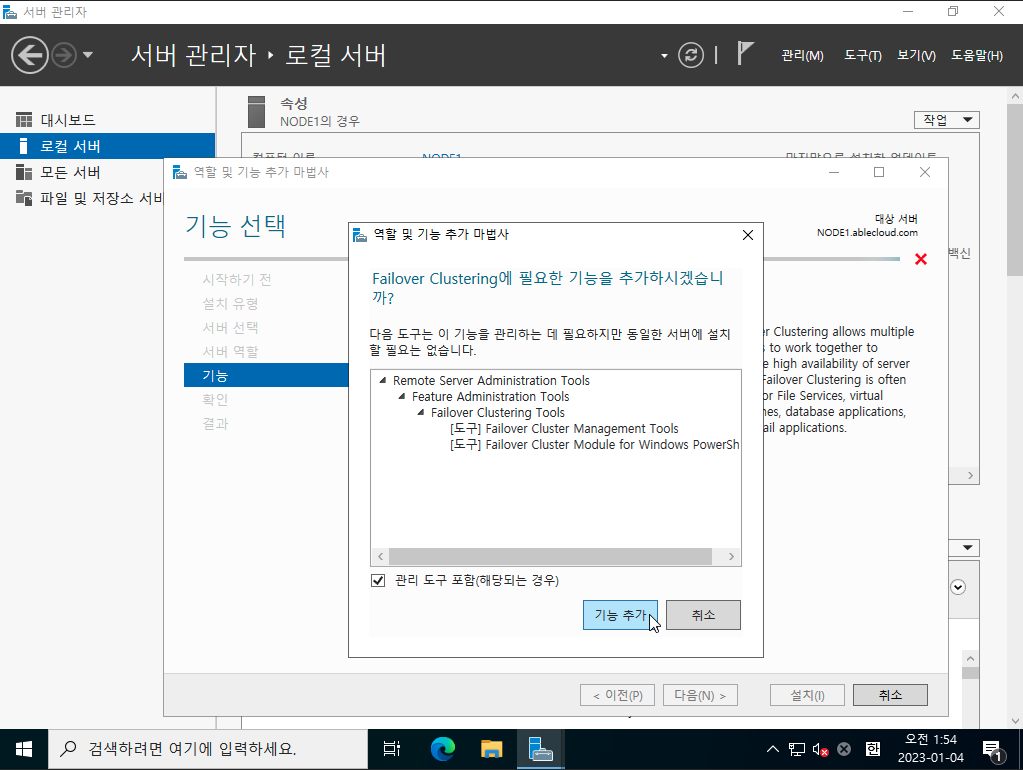 서버 관리자
서버 관리자 ‣ 로컬 서버
관리(M) 도구(T) 보기(V) 도움말(H)
대시보드
로컬 서버
모든 서버
파일 및 저장소 서비
속성
NODE1의 경우
작업
컴퓨터 이름 NODE1 마지막으로 설치한 업데이트
백신
역할 및 기능 추가 마법사
기능 선택
대상 서버
NODE1.ablecloud.com
시작하기 전
설치 유형
서버 선택
서버 역할
기능
확인
결과
r Clustering allows multiple
s to work together to
e high availability of server
Failover Clustering is often
or File Services, virtual
nes, database applications,
ail applications.
역할 및 기능 추가 마법사
Failover Clustering에 필요한 기능을 추가하시겠습니
까?
다음 도구는 이 기능을 관리하는 데 필요하지만 동일한 서버에 설치
할 필요는 없습니다.
Remote Server Administration Tools
Feature Administration Tools
Failover Clustering Tools
[도구] Failover Cluster Management Tools
[도구] Failover Cluster Module for Windows PowerSh
관리 도구 포함(해당되는 경우)
기능 추가 취소
< 이전(P) 다음(N) > 설치(I) 취소
검색하려면 여기에 입력하세요.
한
오전 1:54
2023-01-04
1